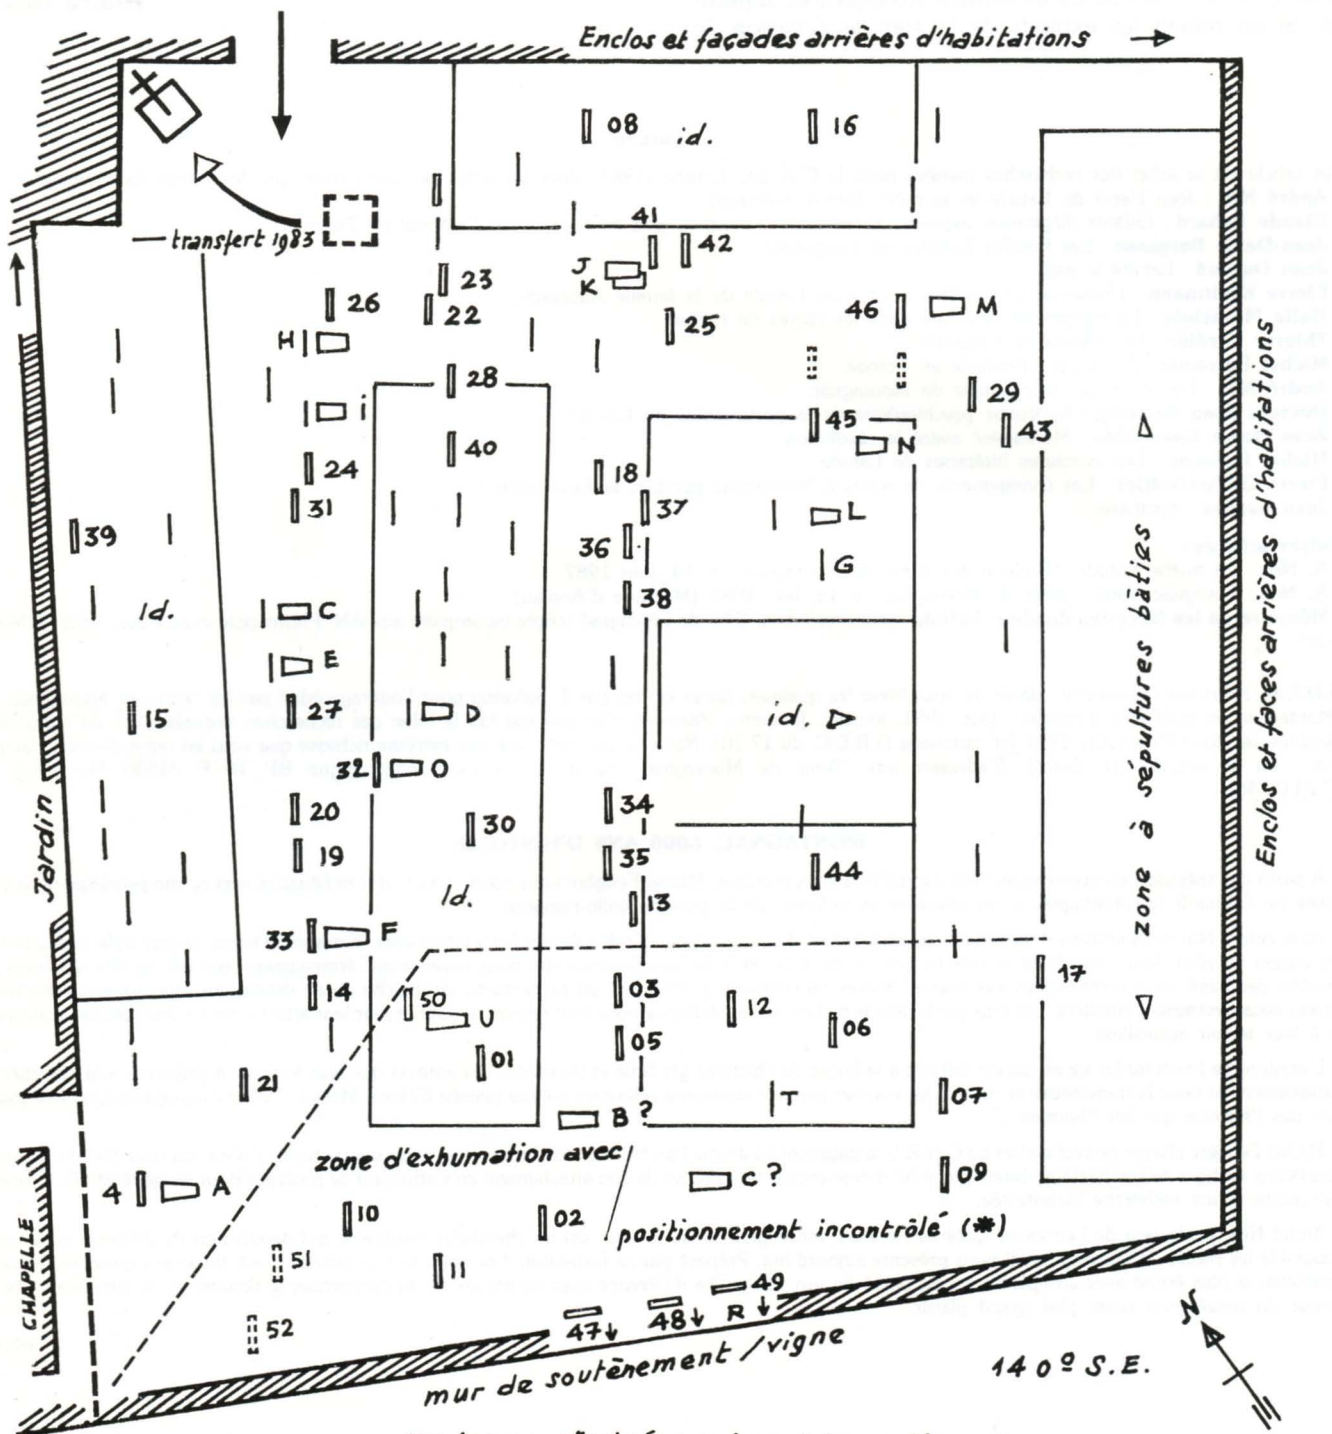 Enclos et façades arrières d'habitations
08
id.
16
transfert 1983
41
42
J
K
23
22
26
25
46
M
H
28
29
i
45
43
N
40
24
18
31
37
L
39
36
G
Id.
C
38
E
15
27
D
id.
32
O
20
30
34
19
35
44
Id.
13
33
F
14
50
U
03
12
06
17
01
05
21
07
T
B ?
zone d'exhumation avec
4
A
C ?
09
10
02
positionnement incontrôlé (*)
51
11
52
47
48
R
49
mur de soutènement / vigne
140º S.E.
N
Jardin
CHAPELLE
zone à sépultures bâties
Enclos et faces arrières d'habitations